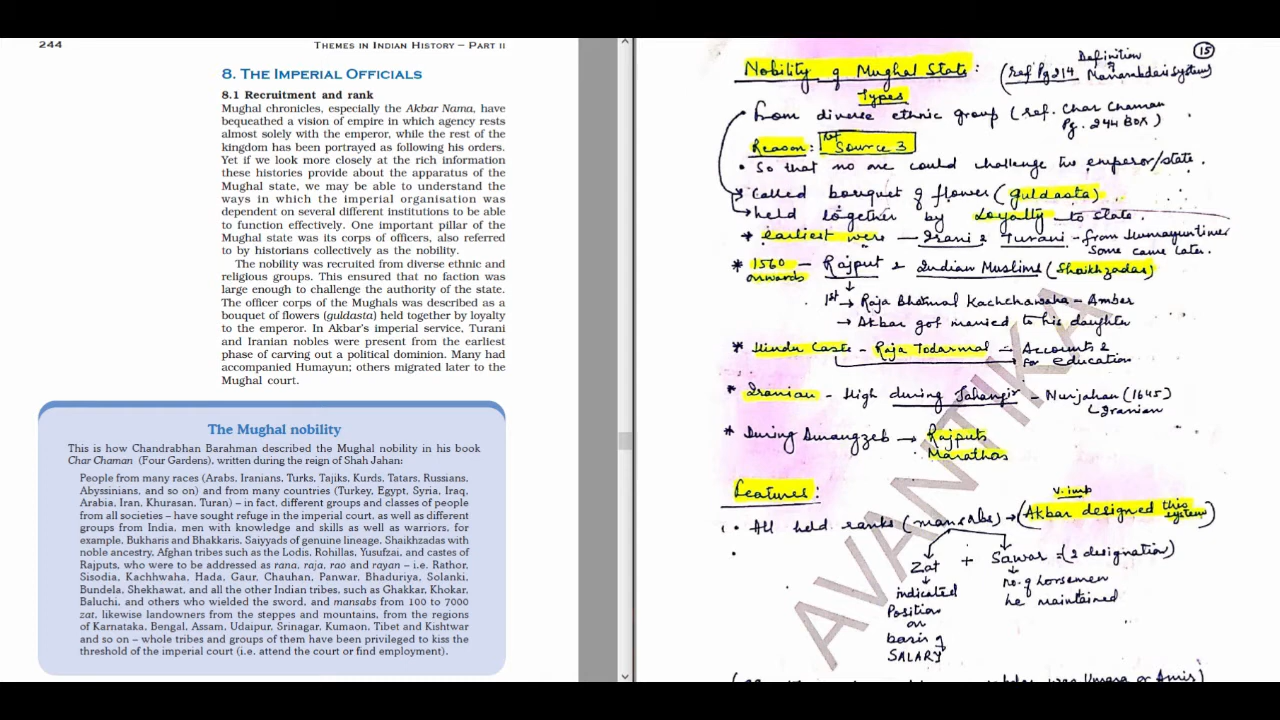 244
THEMES IN INDIAN HISTORY – PART II
8. THE IMPERIAL OFFICIALS
8.1 Recruitment and rank
Mughal chronicles, especially the Akbar Nama, have
bequeathed a vision of empire in which agency rests
almost solely with the emperor, while the rest of the
kingdom has been portrayed as following his orders.
Yet if we look more closely at the rich information
these histories provide about the apparatus of the
Mughal state, we may be able to understand the
ways in which the imperial organisation was
dependent on several different institutions to be able
to function effectively. One important pillar of the
Mughal state was its corps of officers, also referred
to by historians collectively as the nobility.
The nobility was recruited from diverse ethnic and
religious groups. This ensured that no faction was
large enough to challenge the authority of the state.
The officer corps of the Mughals was described as a
bouquet of flowers (guldasta) held together by loyalty
to the emperor. In Akbar's imperial service, Turani
and Iranian nobles were present from the earliest
phase of carving out a political dominion. Many had
accompanied Humayun; others migrated later to the
Mughal court.
The Mughal nobility
This is how Chandrabhan Barahman described the Mughal nobility in his book
Char Chaman (Four Gardens), written during the reign of Shah Jahan:
People from many races (Arabs, Iranians, Turks, Tajiks, Kurds, Tatars, Russians,
Abyssinians, and so on) and from many countries (Turkey, Egypt, Syria, Iraq,
Arabia, Iran, Khurasan, Turan) – in fact, different groups and classes of people
from all societies – have sought refuge in the imperial court, as well as different
groups from India, men with knowledge and skills as well as warriors, for
example, Bukharis and Bhakkaris, Saiyyads of genuine lineage, Shaikhzadas with
noble ancestry, Afghan tribes such as the Lodis, Rohillas, Yusufzai, and castes of
Rajputs, who were to be addressed as rana, raja, rao and rayan – i.e. Rathor,
Sisodia, Kachhwaha, Hada, Gaur, Chauhan, Panwar, Bhaduriya, Solanki,
Bundela, Shekhawat, and all the other Indian tribes, such as Ghakkar, Khokar,
Baluchi, and others who wielded the sword, and mansabs from 100 to 7000
zat, likewise landowners from the steppes and mountains, from the regions
of Karnataka, Bengal, Assam, Udaipur, Srinagar, Kumaon, Tibet and Kishtwar
and so on – whole tribes and groups of them have been privileged to kiss the
threshold of the imperial court (i.e. attend the court or find employment).
15
Nobility of Mughal State: (ref Pg 214 Definition of Mansabdari System)
Types
from diverse ethnic group (ref. Char Chaman
Pg. 244 BOX)
Reason: ref Source 3
So that no one could challenge the emperor/state.
Called bouquet of flower (guldasta)
held together by Loyalty to state.
earliest were — Irani & Turani - from Humayun time
Some came later.
* 1560 onwards — Rajput & Indian Muslims (Shaikhzadas)
1st → Raja Bharmal Kachchawaha - Amber
→ Akbar got married to his daughter
* Hindu Caste - Raja Todarmal — Accounts &
for education
* Iranian - High during Jahangir - Nurjahan (1645)
Iranian
* During Aurangzeb → Rajputs
Marathas
Features:
v. imp
1. All held ranks (mansabs) → (Akbar designed this system)
Zat + Sawar = (2 designation)
indicated
Position
on
basis of
SALARY
no. of horsemen
he maintained
AVANTIKA